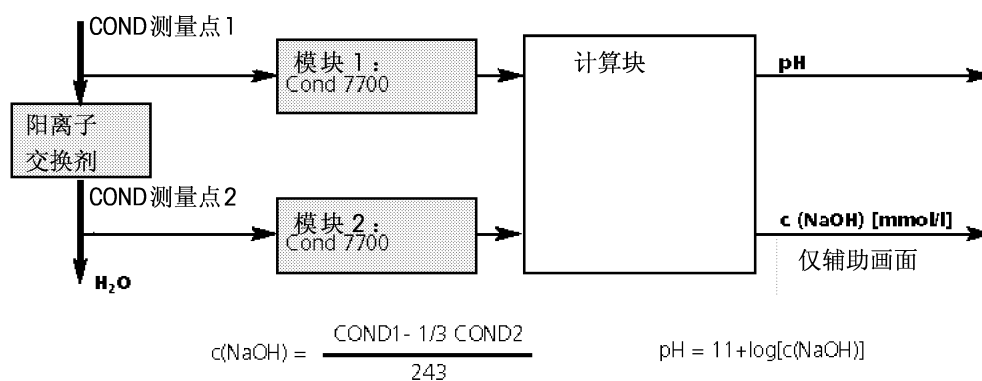 COND测量点1
模块1：
Cond 7700
计算块
pH
阳离子
交换剂
COND测量点2
模块2：
Cond 7700
c (NaOH) [mmol/l]
仅辅助画面
H₂O
c(NaOH) = COND1- 1/3 COND2
243
pH = 11+log[c(NaOH)]